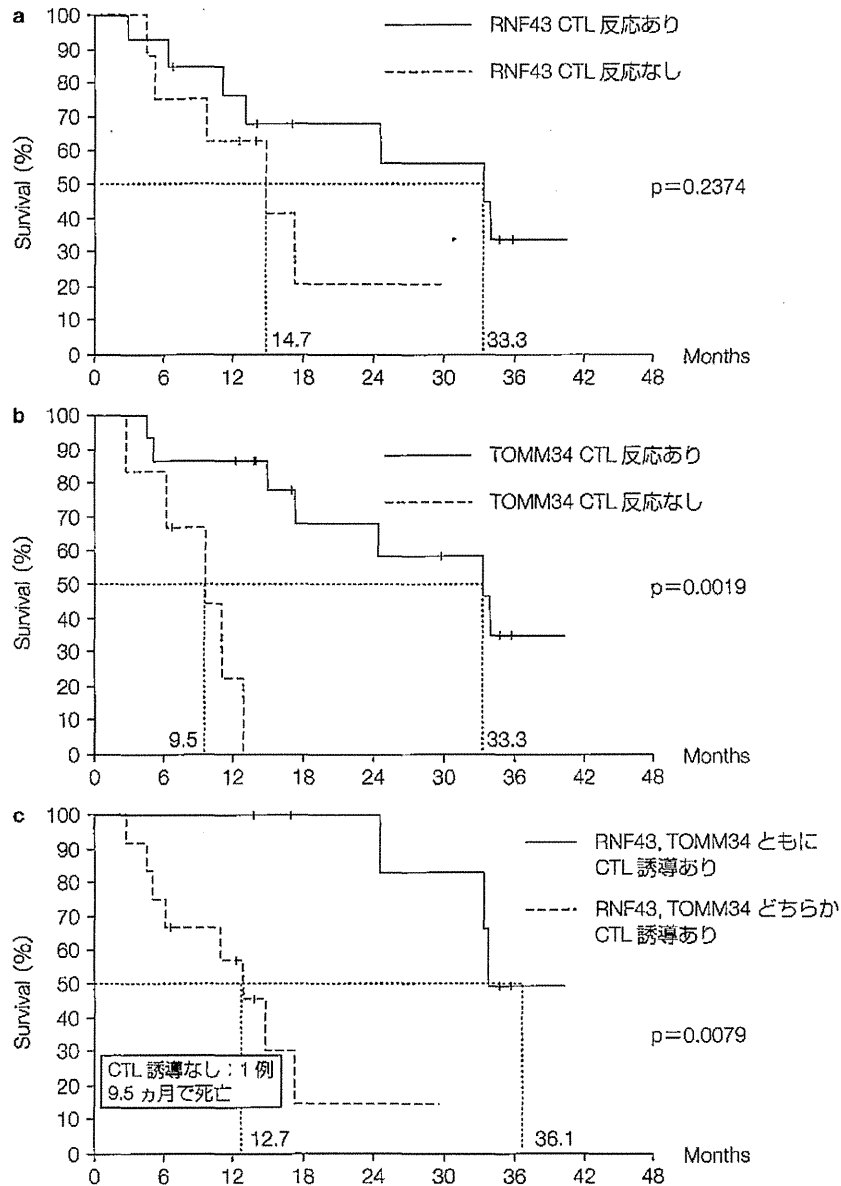 a
100
90
80
70
60
50
40
30
20
10
0
Survival (%)
RNF43 CTL 反応あり
RNF43 CTL 反応なし
p=0.2374
14.7
33.3
0 6 12 18 24 30 36 42 48 Months
b
100
90
80
70
60
50
40
30
20
10
0
Survival (%)
TOMM34 CTL 反応あり
TOMM34 CTL 反応なし
p=0.0019
9.5
33.3
0 6 12 18 24 30 36 42 48 Months
c
100
90
80
70
60
50
40
30
20
10
0
Survival (%)
RNF43, TOMM34 ともに
CTL 誘導あり
RNF43, TOMM34 どちらか
CTL 誘導あり
p=0.0079
CTL 誘導なし：1 例
9.5 ヵ月で死亡
12.7
36.1
0 6 12 18 24 30 36 42 48 Months